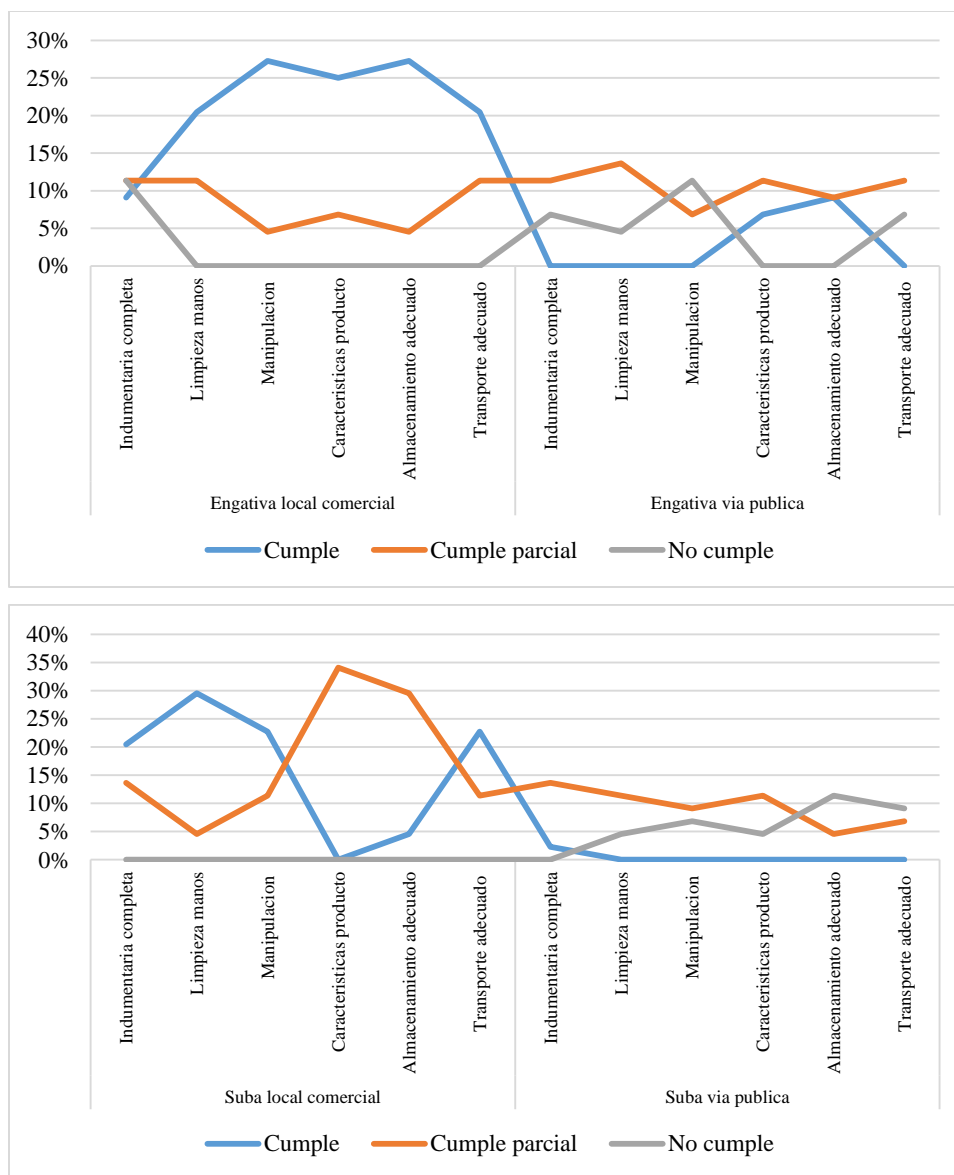 30%
25%
20%
15%
10%
5%
0%
Indumentaria completa
Limpieza manos
Manipulacion
Caracteristicas producto
Almacenamiento adecuado
Transporte adecuado
Indumentaria completa
Limpieza manos
Manipulacion
Caracteristicas producto
Almacenamiento adecuado
Transporte adecuado
Engativa local comercial
Engativa via publica
Cumple
Cumple parcial
No cumple
40%
35%
30%
25%
20%
15%
10%
5%
0%
Indumentaria completa
Limpieza manos
Manipulacion
Caracteristicas producto
Almacenamiento adecuado
Transporte adecuado
Indumentaria completa
Limpieza manos
Manipulacion
Caracteristicas producto
Almacenamiento adecuado
Transporte adecuado
Suba local comercial
Suba via publica
Cumple
Cumple parcial
No cumple